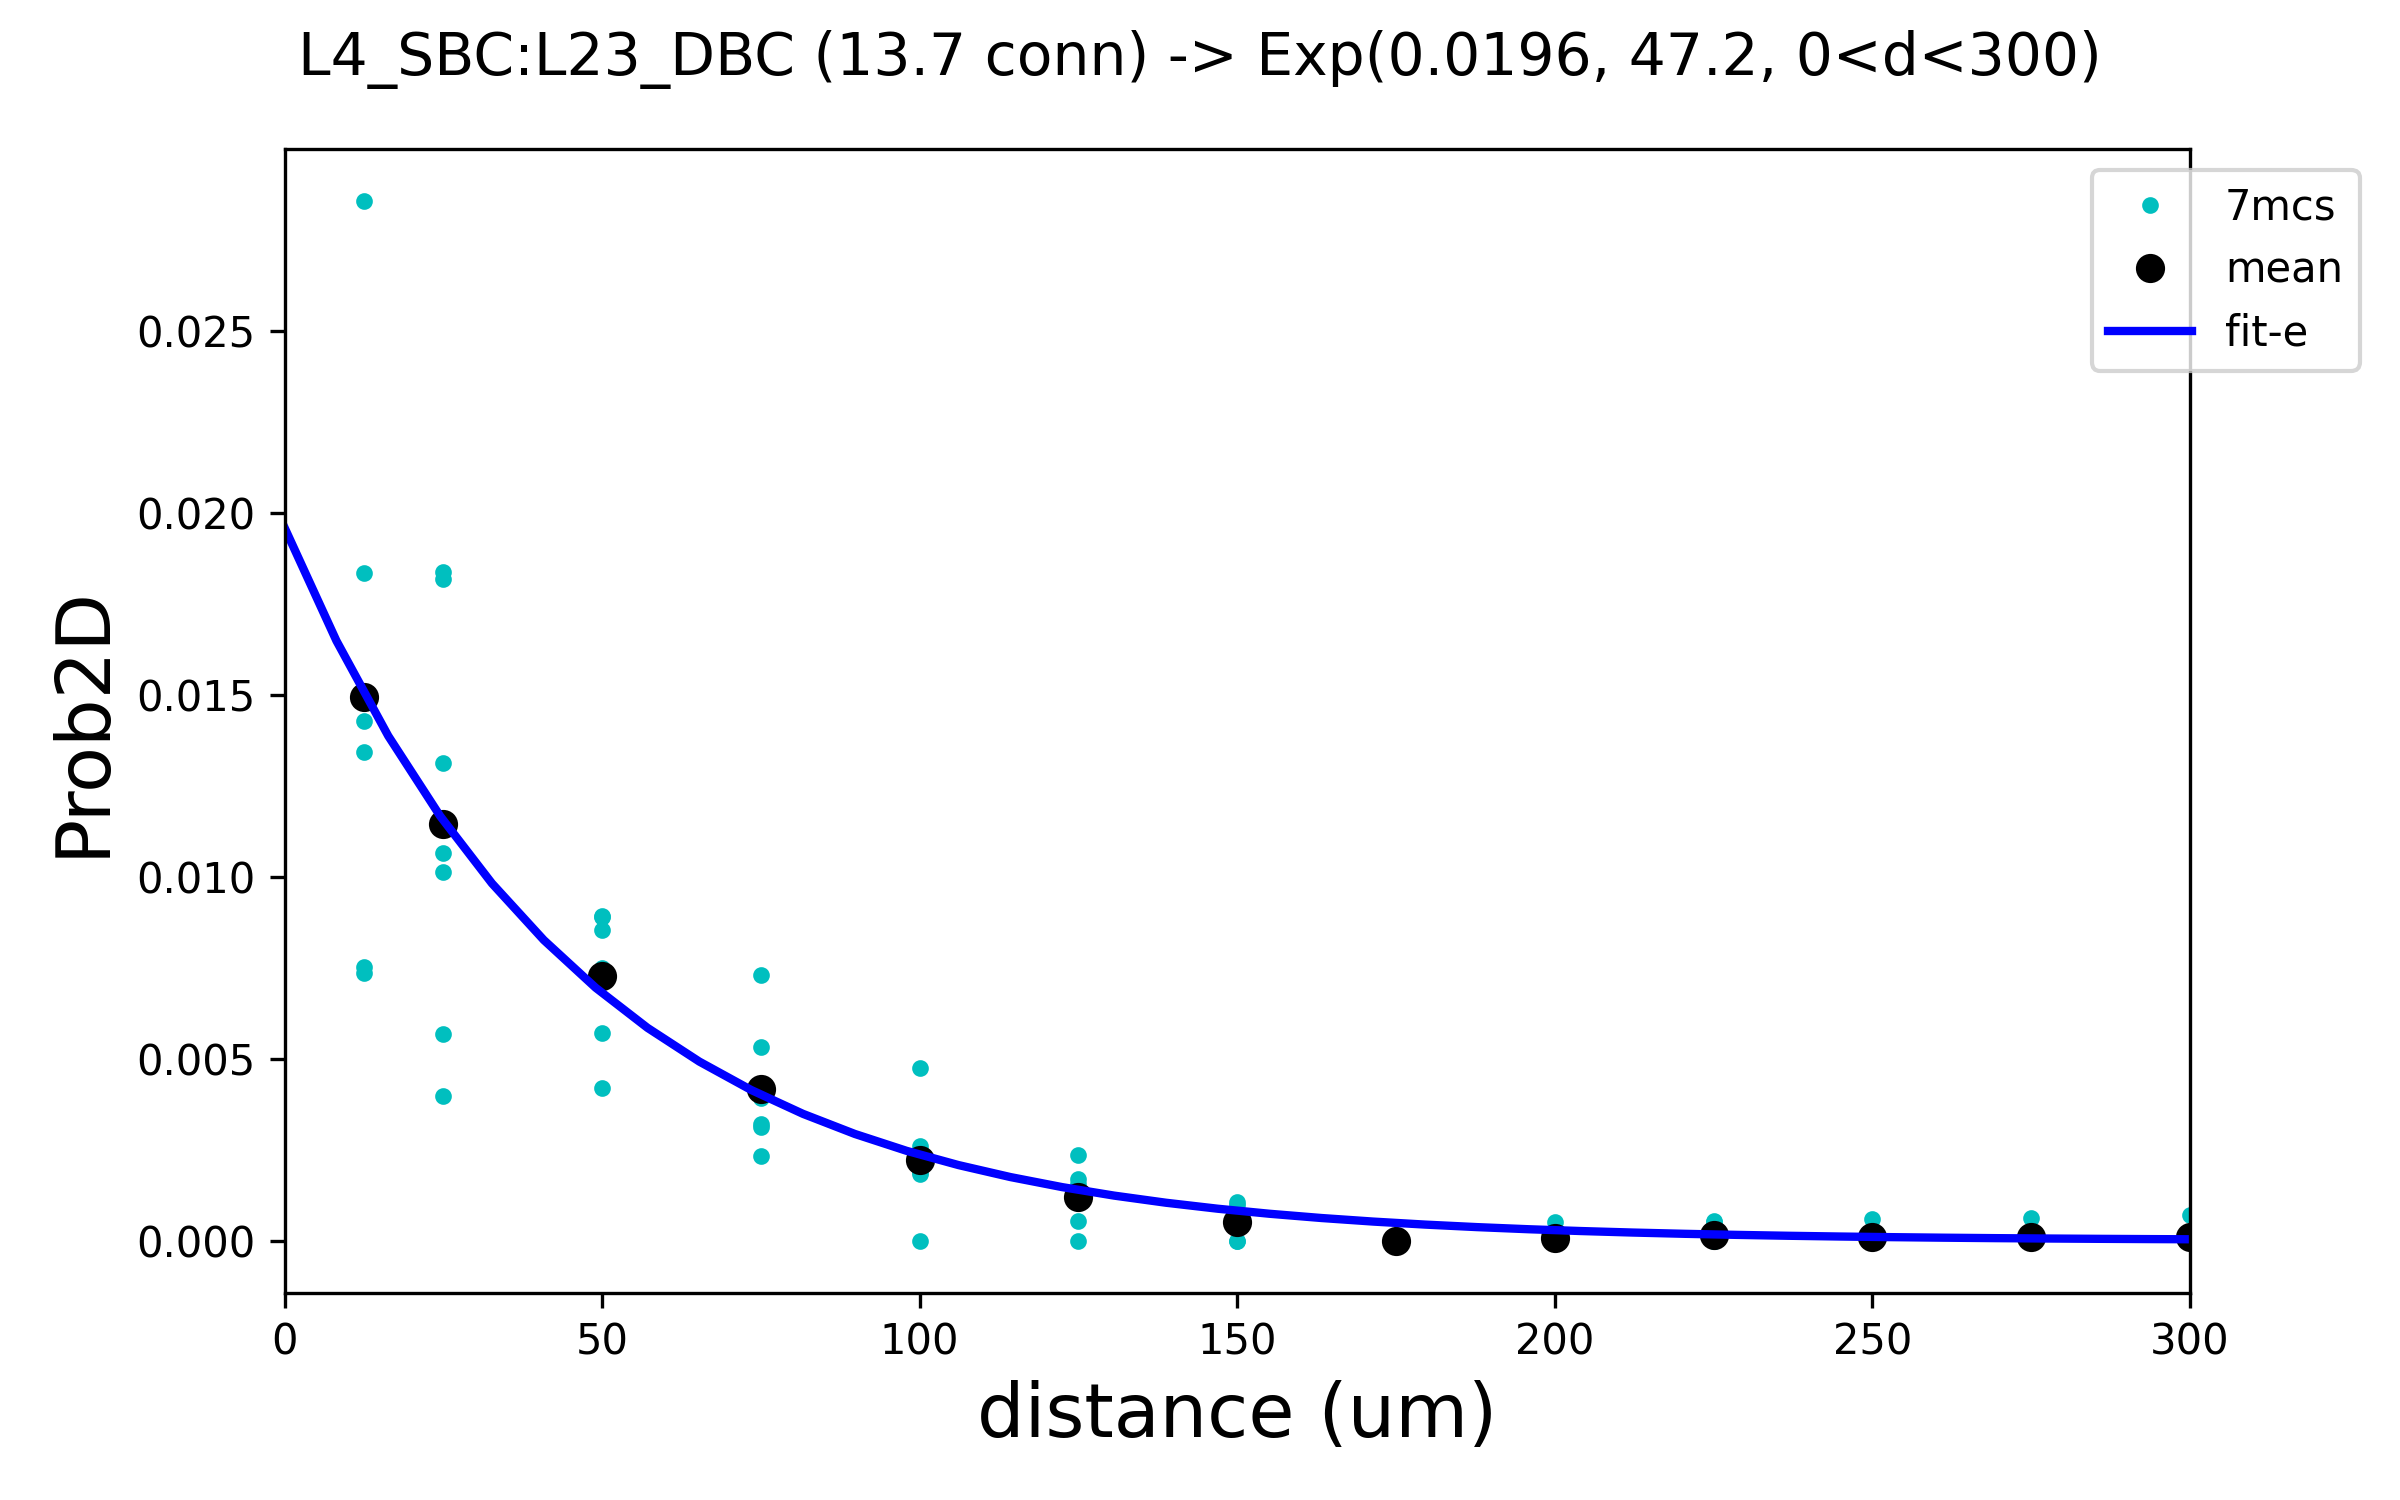 L4_SBC:L23_DBC (13.7 conn) -> Exp(0.0196, 47.2, 0<d<300)
7mcs
mean
fit-e
Prob2D
0.025
0.020
0.015
0.010
0.005
0.000
0 50 100 150 200 250 300
distance (um)